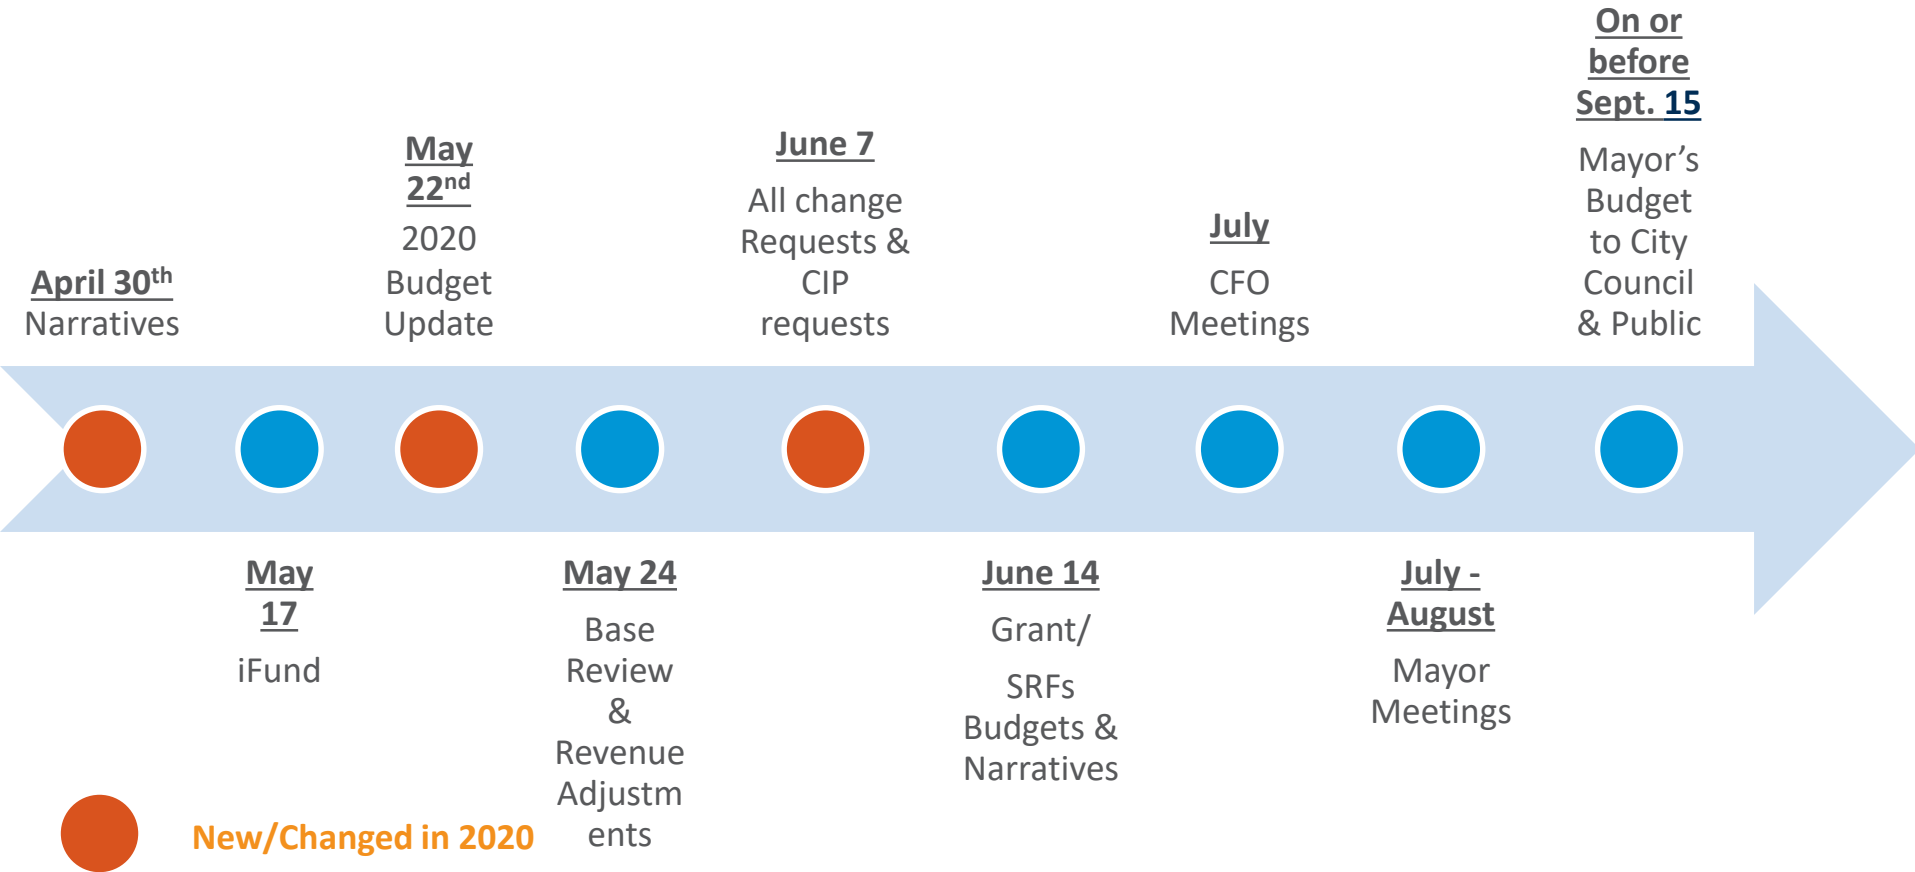 April 30th
Narratives
May
17
iFund
May
22nd
2020
Budget
Update
May 24
Base
Review
&
Revenue
Adjustm
ents
June 7
All change
Requests &
CIP
requests
June 14
Grant/
SRFs
Budgets &
Narratives
July
CFO
Meetings
July -
August
Mayor
Meetings
On or
before
Sept. 15
Mayor’s
Budget
to City
Council
& Public
New/Changed in 2020